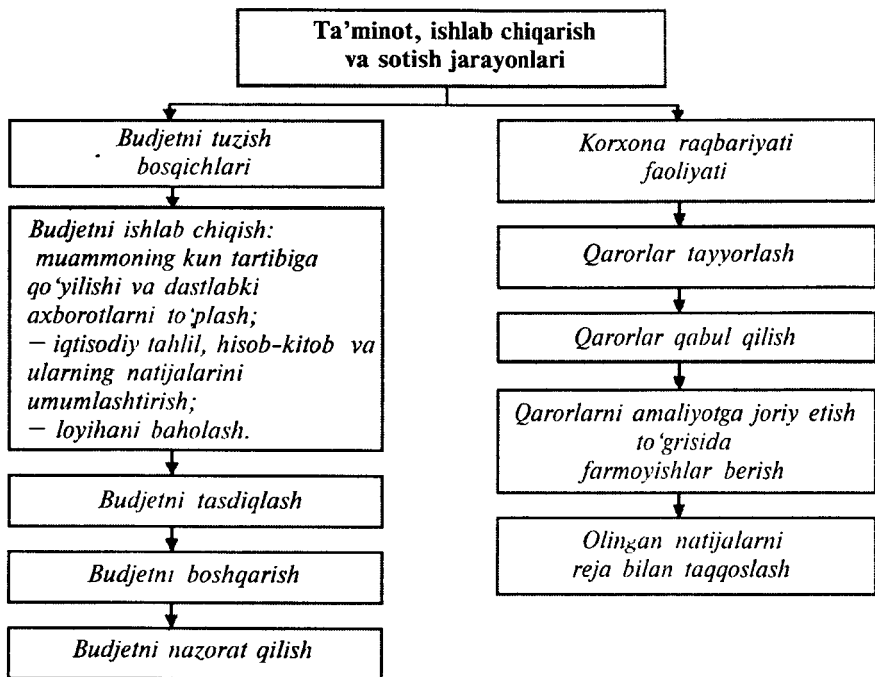 Ta’minot, ishlab chiqarish
va sotish jarayonlari
Budjetni tuzish
bosqichlari
Budjetni ishlab chiqish:
muammoning kun tartibiga
qo‘yilishi va dastlabki
axborotlarni to‘plash;
– iqtisodiy tahlil, hisob-kitob va
ularning natijalarini
umumlashtirish;
– loyihani baholash.
Budjetni tasdiqlash
Budjetni boshqarish
Budjetni nazorat qilish
Korxona raqbariyati
faoliyati
Qarorlar tayyorlash
Qarorlar qabul qilish
Qarorlarni amaliyotga joriy etish
to‘grisida
farmoyishlar berish
Olingan natijalarni
reja bilan taqqoslash